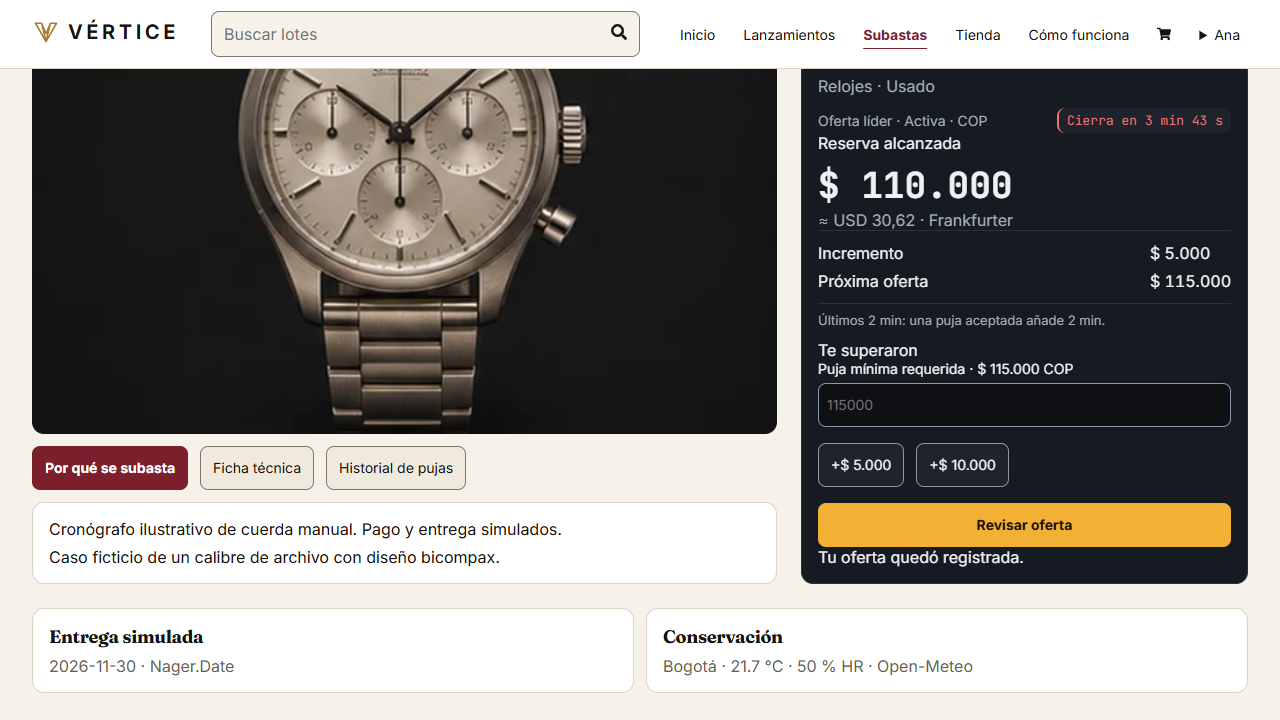 VÉRTICE
Buscar lotes
Inicio
Lanzamientos
Subastas
Tienda
Cómo funciona
Ana
Relojes · Usado
Oferta líder · Activa · COP
Cierra en 3 min 43 s
Reserva alcanzada
$ 110.000
≈ USD 30,62 · Frankfurter
Incremento
$ 5.000
Próxima oferta
$ 115.000
Últimos 2 min: una puja aceptada añade 2 min.
Te superaron
Puja mínima requerida · $ 115.000 COP
115000
+$ 5.000
+$ 10.000
Revisar oferta
Tu oferta quedó registrada.
Por qué se subasta
Ficha técnica
Historial de pujas
Cronógrafo ilustrativo de cuerda manual. Pago y entrega simulados.
Caso ficticio de un calibre de archivo con diseño bicompax.
Entrega simulada
2026-11-30 · Nager.Date
Conservación
Bogotá · 21.7 °C · 50 % HR · Open-Meteo